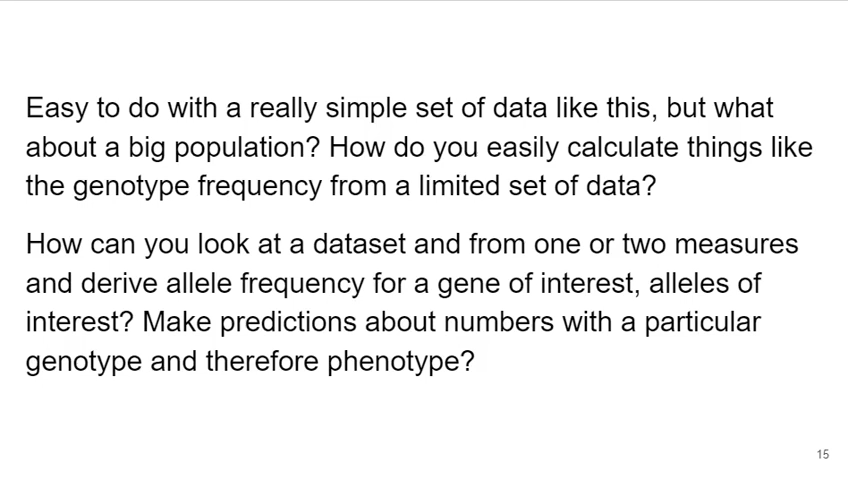 Easy to do with a really simple set of data like this, but what
about a big population? How do you easily calculate things like
the genotype frequency from a limited set of data?
How can you look at a dataset and from one or two measures
and derive allele frequency for a gene of interest, alleles of
interest? Make predictions about numbers with a particular
genotype and therefore phenotype?
15